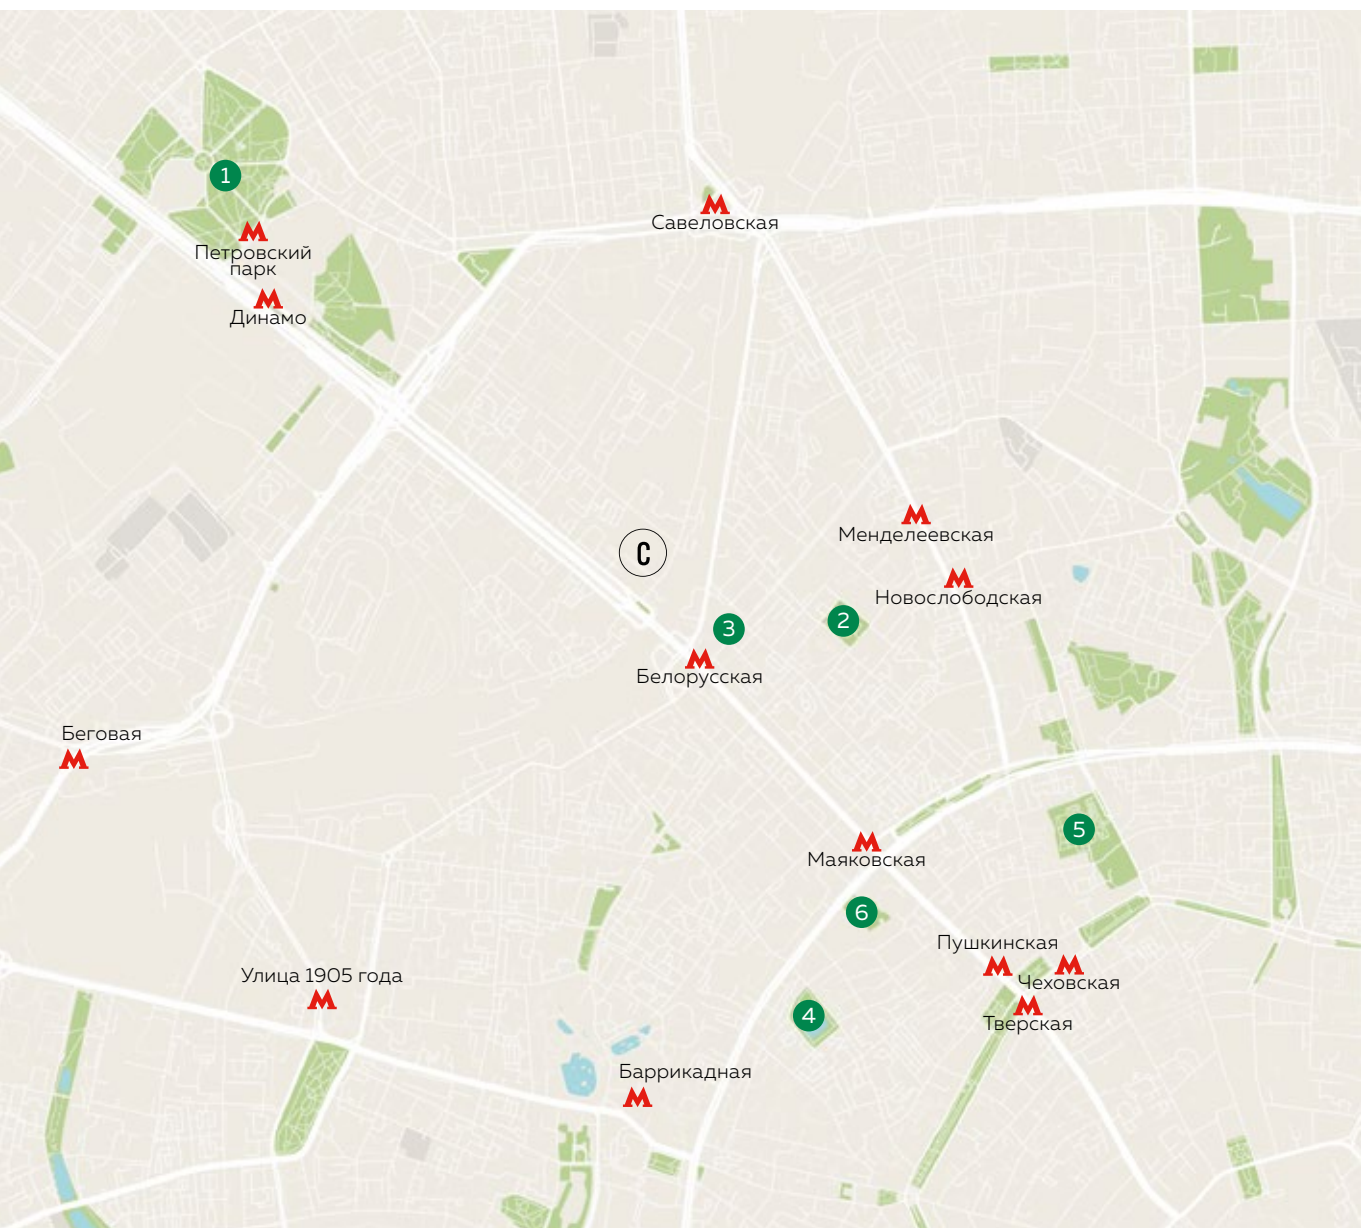 1
Савеловская
Петровский
парк
Динамо
Менделеевская
С
Новослободская
2
3
Белорусская
Беговая
5
Маяковская
6
Пушкинская
Чеховская
Улица 1905 года
4
Тверская
Баррикадная